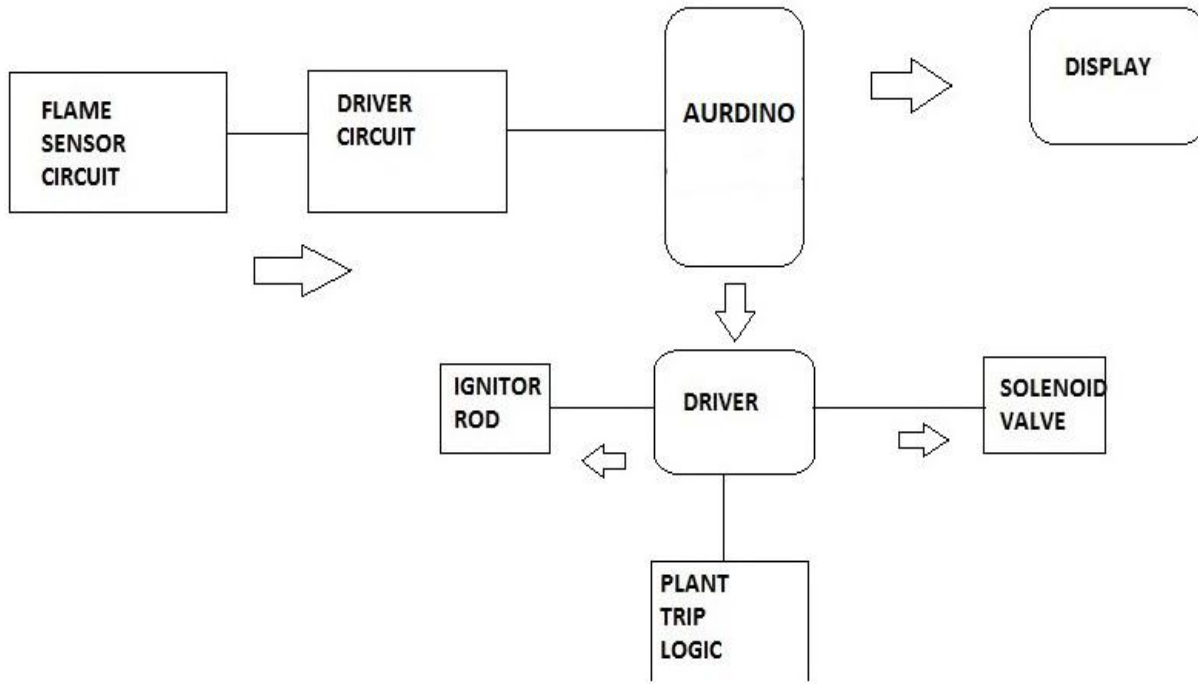 FLAME
SENSOR
CIRCUIT
DRIVER
CIRCUIT
AURDINO
DISPLAY
IGNITOR
ROD
DRIVER
SOLENOID
VALVE
PLANT
TRIP
LOGIC